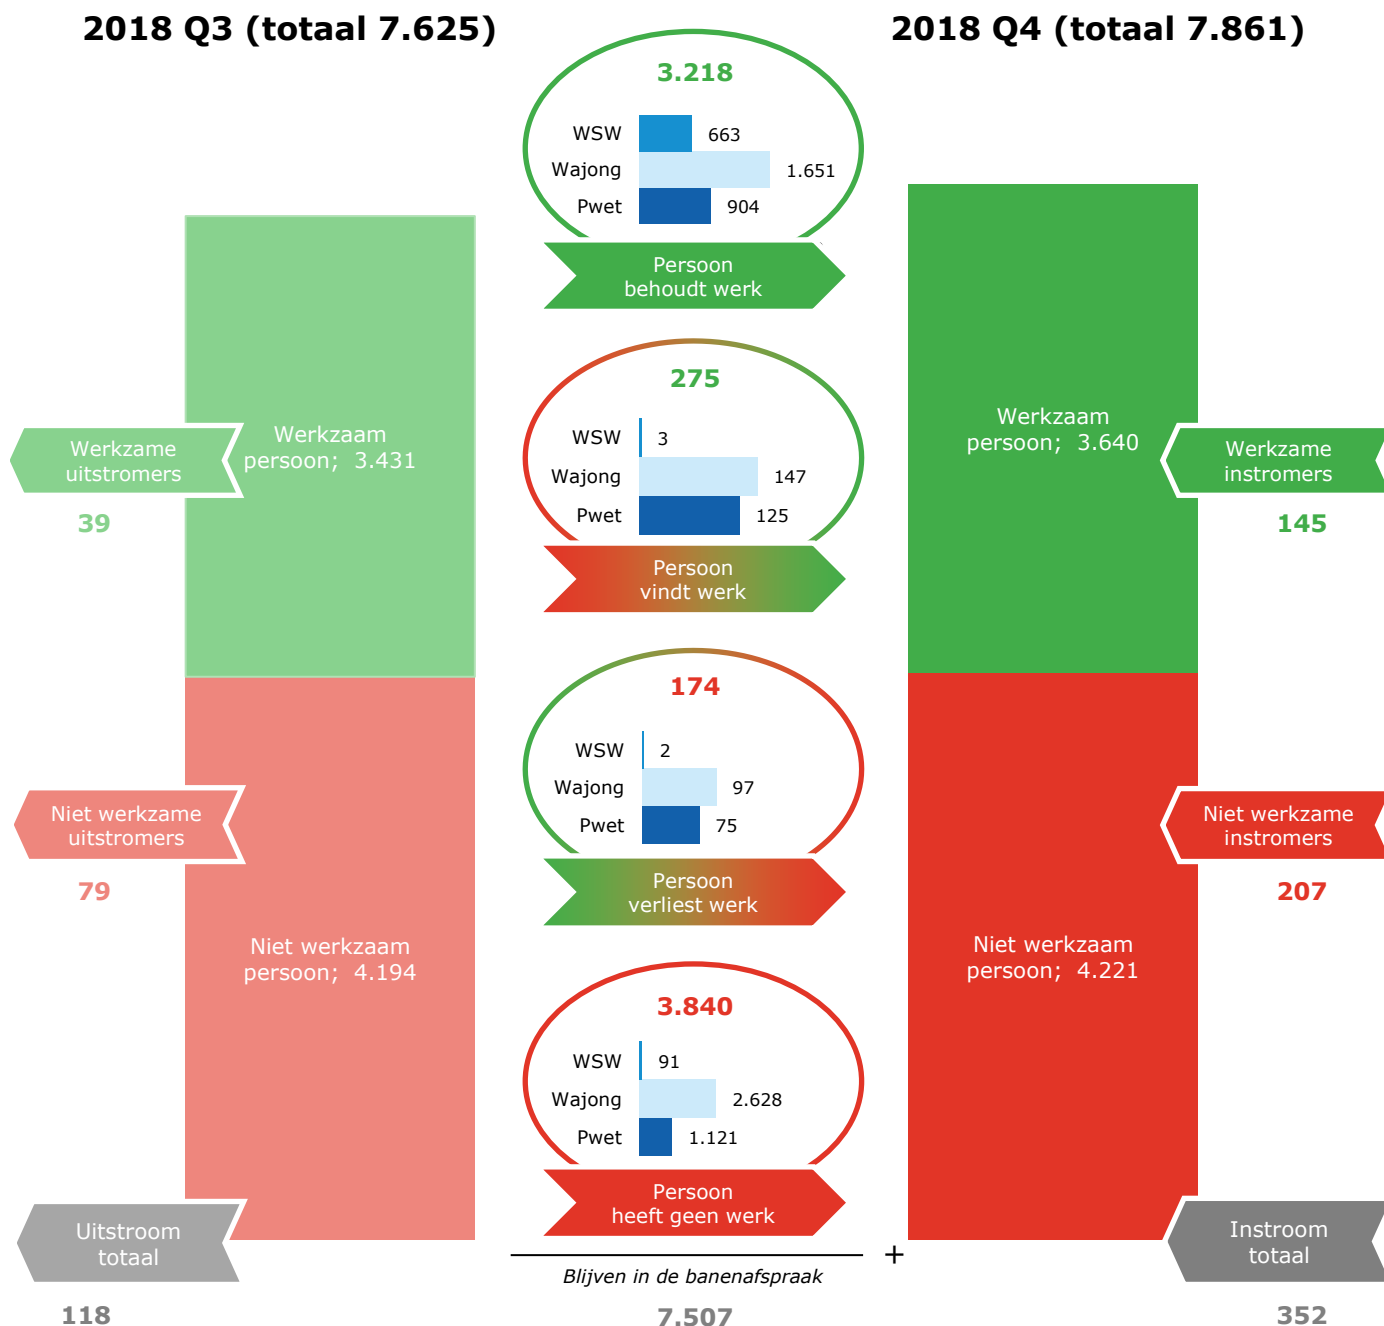 2018 Q3 (totaal 7.625)
2018 Q4 (totaal 7.861)
3.218
WSW 663
Wajong 1.651
Pwet 904
Persoon
behoudt werk
275
WSW 3
Wajong 147
Pwet 125
Persoon
vindt werk
174
WSW 2
Wajong 97
Pwet 75
Persoon
verliest werk
3.840
WSW 91
Wajong 2.628
Pwet 1.121
Persoon
heeft geen werk
Werkzaam
persoon; 3.431
Werkzame
uitstromers
39
Niet werkzame
uitstromers
79
Niet werkzaam
persoon; 4.194
Uitstroom
totaal
118
Werkzaam
persoon; 3.640
Werkzame
instromers
145
Niet werkzame
instromers
207
Niet werkzaam
persoon; 4.221
Instroom
totaal
352
+
Blijven in de banenafspraak
7.507